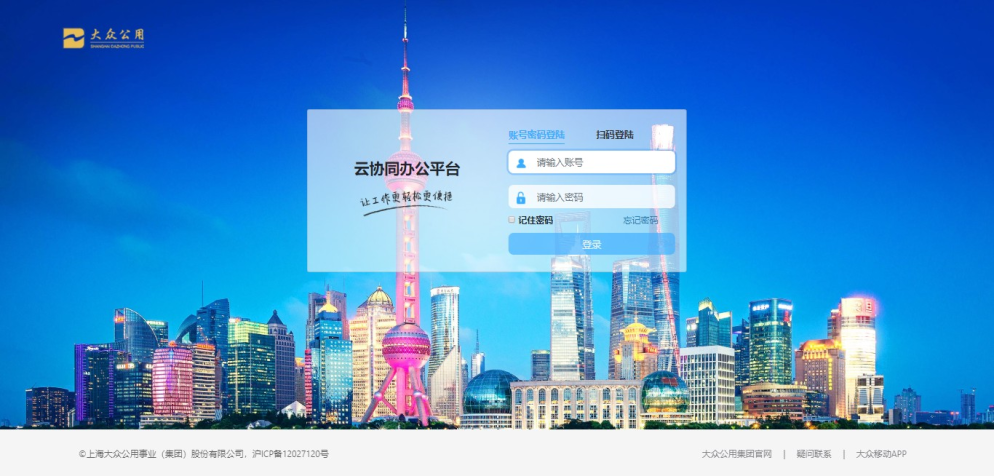 大众公用
SHANGHAI DAZHONG PUBLIC
账号密码登陆 扫码登陆
云协同办公平台
让工作更轻松更便捷
请输入账号
请输入密码
记住密码 忘记密码
登录
©上海大众公用事业（集团）股份有限公司，沪ICP备12027120号
大众公用集团官网 | 疑问联系 | 大众移动APP